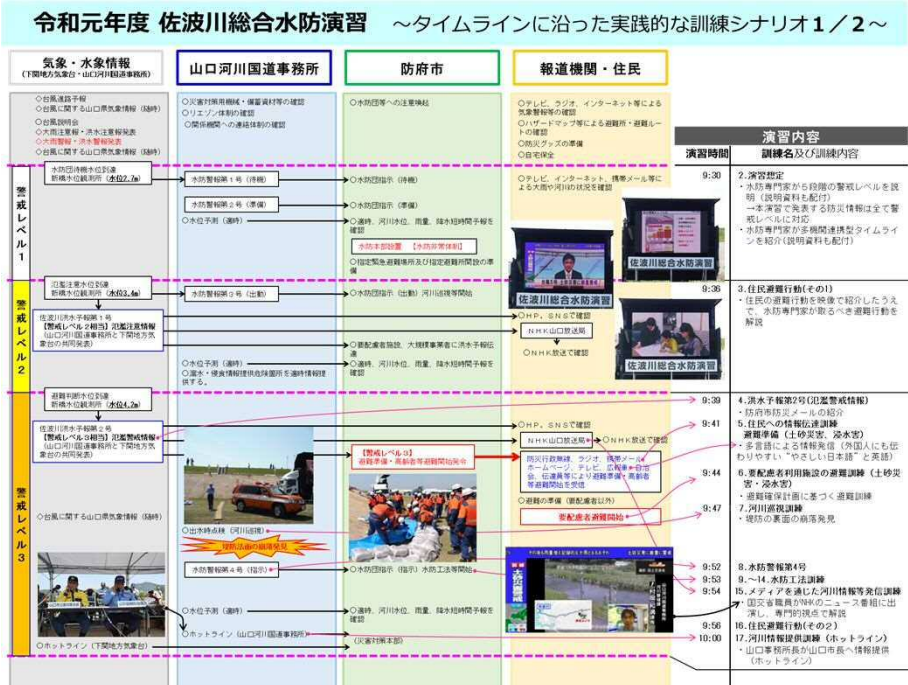 令和元年度 佐波川総合水防演習 ～タイムラインに沿った実践的な訓練シナリオ１／２～
気象・水象情報
(下関地方気象台・山口河川国道事務所)
山口河川国道事務所
防府市
報道機関・住民
○台風進路予報
○台風に関する山口県気象情報（随時）
○台風説明会
○大雨注意報・洪水注意報発表
○大雨警報・洪水警報発表
○台風に関する山口県気象情報（随時）
○災害対策用機械・備蓄資材等の確認
○リエゾン体制の確認
○関係機関への連絡体制の確認
○水防団等への注意喚起
○テレビ、ラジオ、インターネット等による
気象警報等の確認
○ハザードマップ等による避難所・避難ルー
トの確認
○防災グッズの準備
○自宅保全
演習内容
演習時間
訓練名及び訓練内容
警戒レベル1
水防団待機水位到達
新橋水位観測所（水位2.7m）
水防警報第１号（待機）
○水防団指示（待機）
水防警報第２号（準備）
○水防団指示（準備）
○水位予測（適時）
○適時、河川水位、雨量、降水短時間予報を
確認
水防本部設置　【水防非常体制】
○指定緊急避難場所及び指定避難所開設の準
備
○テレビ、インターネット、携帯メール等に
よる大雨や河川の状況を確認
佐波川総合水防演習
佐波川総合水防演習
9:30
2.演習想定
・水防専門家が5段階の警戒レベルを説
明（説明資料も配付）
→本演習で発表する防災情報は全て警
戒レベルに対応
・水防専門家が多機関連携型タイムライ
ンを紹介(説明資料も配付)
警戒レベル2
氾濫注意水位到達
新橋水位観測所（水位3.4m）
水防警報第３号（出動）
○水防団指示（出動）河川巡視等開始
佐波川洪水予報第１号
【警戒レベル２相当】氾濫注意情報
(山口河川国道事務所と下関地方気
象台の共同発表)
○HP、SNSで確認
NHK山口放送局
○NHK放送で確認
○要配慮者施設、大規模事業者に洪水予報伝
達
○水位予測（適時）
○漏水・侵食情報提供危険箇所を適時情報提
供する。
○適時、河川水位、雨量、降水短時間予報を
確認
佐波川総合水防演習
9:36
3.住民避難行動(その1)
・住民の避難行動を映像で紹介したうえ
で、水防専門家が取るべき避難行動を
解説
警戒レベル3
避難判断水位到達
新橋水位観測所（水位4.2m）
佐波川洪水予報第２号
【警戒レベル３相当】氾濫警戒情報
(山口河川国道事務所と下関地方気
象台の共同発表)
○HP、SNSで確認
NHK山口放送局
○NHK放送で確認
【警戒レベル３】
避難準備・高齢者等避難開始発令
防災行政無線、ラジオ、携帯メール
ホームページ、テレビ、広報車、自治
会、伝達員等により避難準備・高齢者
等避難開始を受信
○避難の準備（要配慮者以外）
要配慮者避難開始
○台風に関する山口県気象情報（随時）
○出水時点検（河川巡視）
堤防法面の崩落発見
水防警報第４号（指示）
○水防団指示（指示）水防工法等開始
○水位予測（適時）
○適時、河川水位、雨量、降水短時間予報を
確認
○ホットライン（山口河川国道事務所）
（災害対策本部）
○ホットライン（下関地方気象台）
9:39
4.洪水予報第2号(氾濫警戒情報)
・防府市防災メールの紹介
9:41
5.住民への情報伝達訓練
避難準備（土砂災害、浸水害）
・多言語による情報発信（外国人にも伝
わりやすい“やさしい日本語”と英語）
9:44
6.要配慮者利用施設の避難訓練（土砂災
害・浸水害）
・避難確保計画に基づく避難訓練
9:47
7.河川巡視訓練
・堤防の裏面の崩落発見
9:52
8.水防警報第4号
9:53
9.～14.水防工法訓練
9:54
15.メディアを通じた河川情報等発信訓練
・国交省職員がNHKのニュース番組に出
演し、専門的視点で解説
9:56
16.住民避難行動(その２)
10:00
17.河川情報提供訓練（ホットライン）
・山口事務所長が山口市長へ情報提供
（ホットライン）